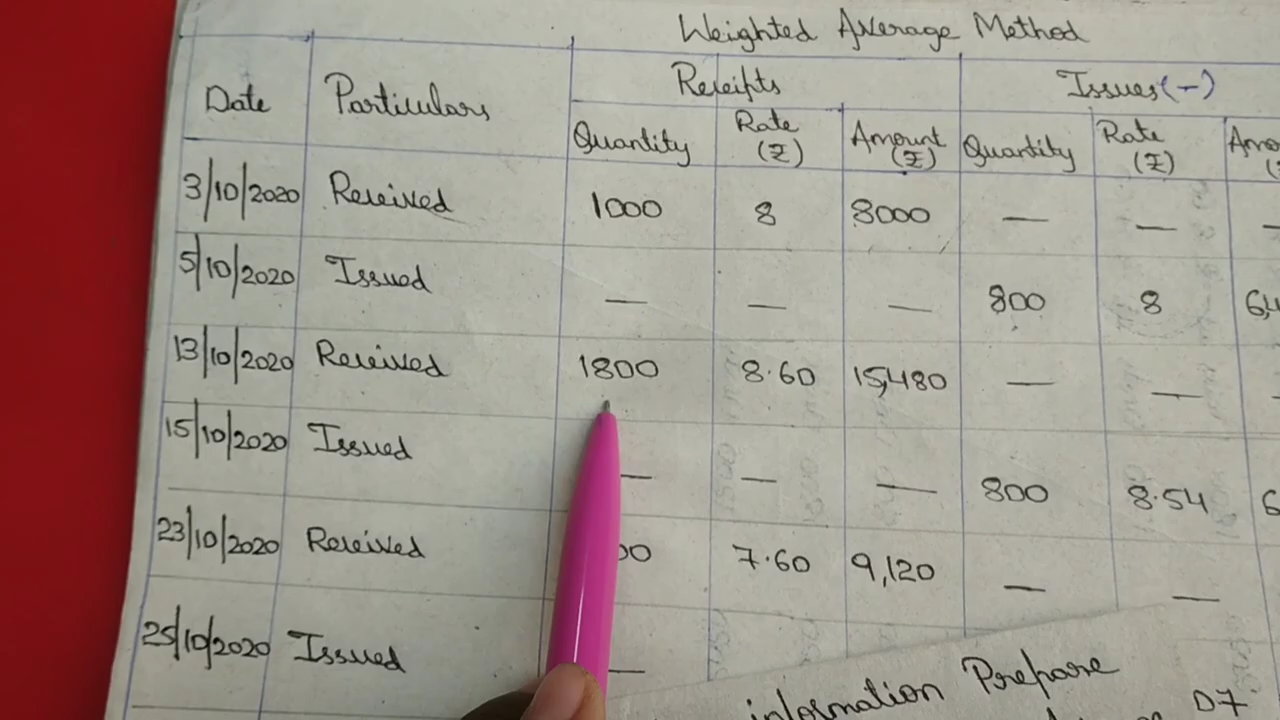 Weighted Average Method
Date Particulars Receipts Issues(-)
Quantity Rate (₹) Amount (₹) Quantity Rate (₹)
3/10/2020 Received 1000 8 8000 — — —
5/10/2020 Issued — — — 800 8
13/10/2020 Received 1800 8.60 15,480 — — —
15/10/2020 Issued — — — 800 8.54
23/10/2020 Received 7.60 9,120 — —
25/10/2020 Issued —
information Prepare